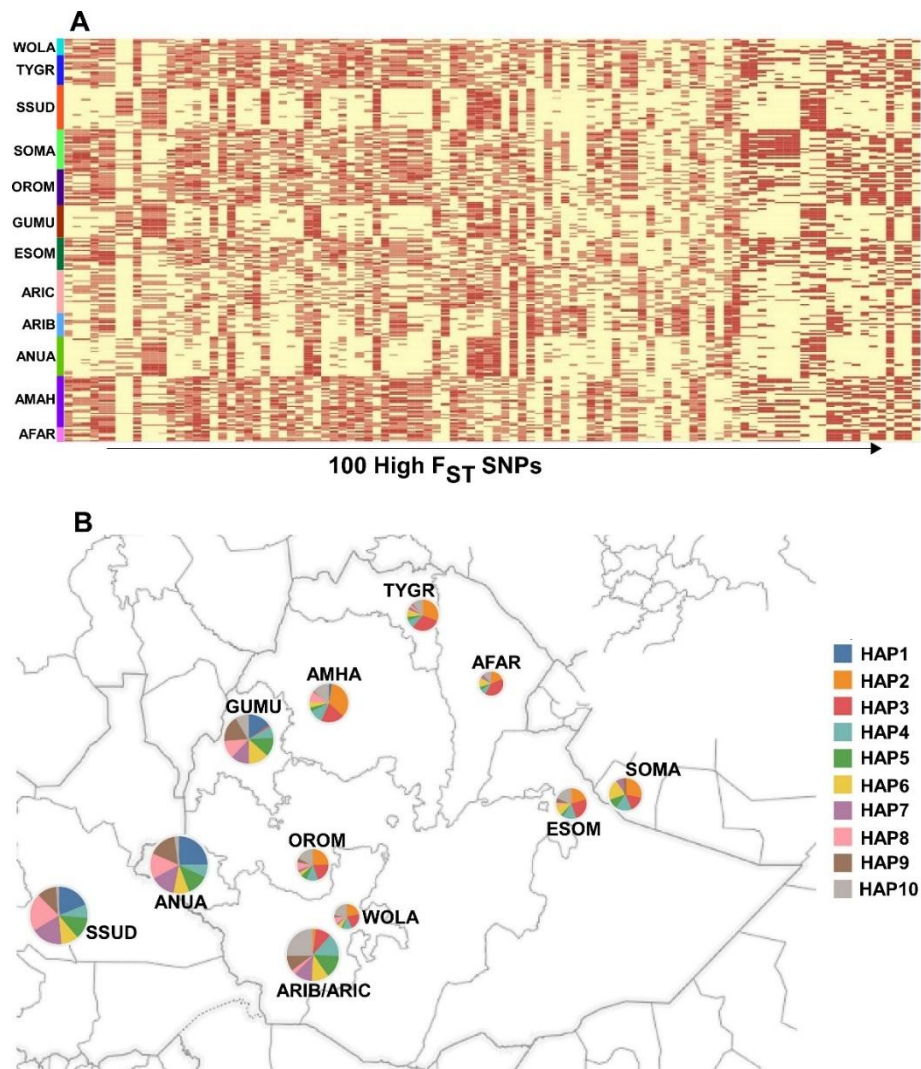 A
WOLA
TYGR
SSUD
SOMA
OROM
GUMU
ESOM
ARIC
ARIB
ANUA
AMAH
AFAR
100 High FST SNPs
B
TYGR
AFAR
AMHA
GUMU
SOMA
ESOM
OROM
ANUA
WOLA
SSUD
ARIB/ARIC
HAP1
HAP2
HAP3
HAP4
HAP5
HAP6
HAP7
HAP8
HAP9
HAP10